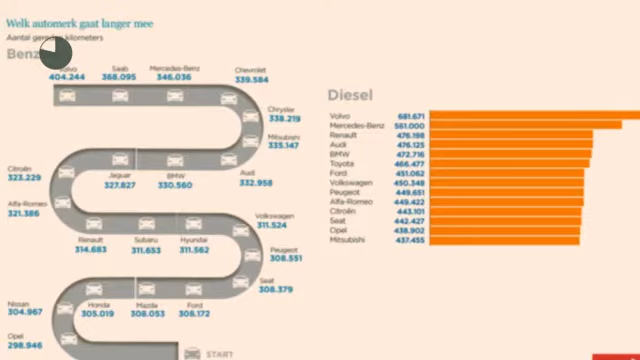 Welk automerk gaat langer mee
Aantal gereden kilometers
Benz
Volvo
404.244
Saab
368.095
Mercedes-Benz
346.036
Chevrolet
339.584
Chrysler
338.219
Mitsubishi
335.147
Audi
332.958
BMW
330.560
Jaguar
327.827
Citroën
323.229
Alfa-Romeo
321.386
Renault
314.683
Subaru
311.653
Hyundai
311.562
Volkswagen
311.524
Peugeot
308.551
Seat
308.379
Ford
308.172
Mazda
308.053
Honda
305.019
Nissan
304.967
Opel
298.946
START
Diesel
Volvo 681.671
Mercedes-Benz 561.000
Renault 476.198
Audi 476.125
BMW 472.716
Toyota 466.477
Ford 451.062
Volkswagen 450.348
Peugeot 449.651
Alfa-Romeo 449.422
Citroën 443.101
Seat 442.427
Opel 438.902
Mitsubishi 437.455